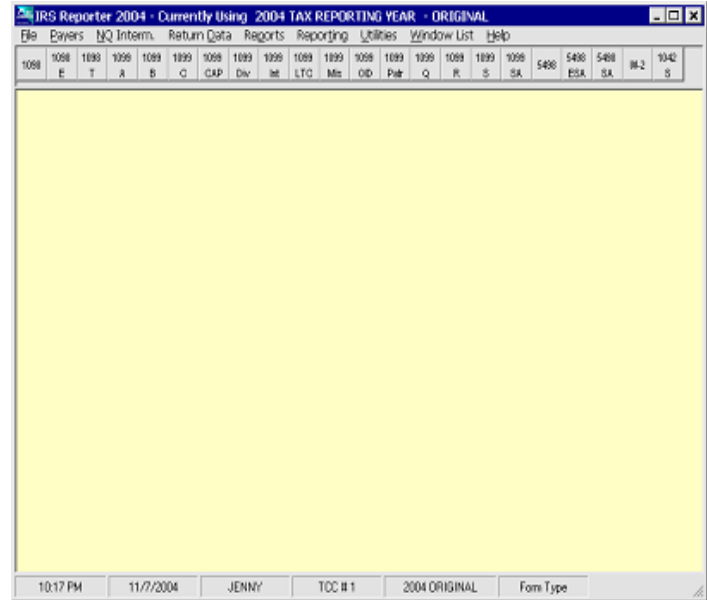 IRS Reporter 2004 - Currently Using 2004 TAX REPORTING YEAR - ORIGINAL
File Payers NQ Interm. Return Data Reports Reporting Utilities Window List Help
1098 1098 E 1098 T 1099 A 1099 B 1099 C 1099 CAP 1099 Div 1099 Int 1099 LTC 1099 Mis 1099 OID 1099 Patr 1099 Q 1099 R 1099 S 1099 SA 5498 5498 ESA 5498 SA W-2 1042 S
10:17 PM 11/7/2004 JENNY TCC # 1 2004 ORIGINAL Form Type